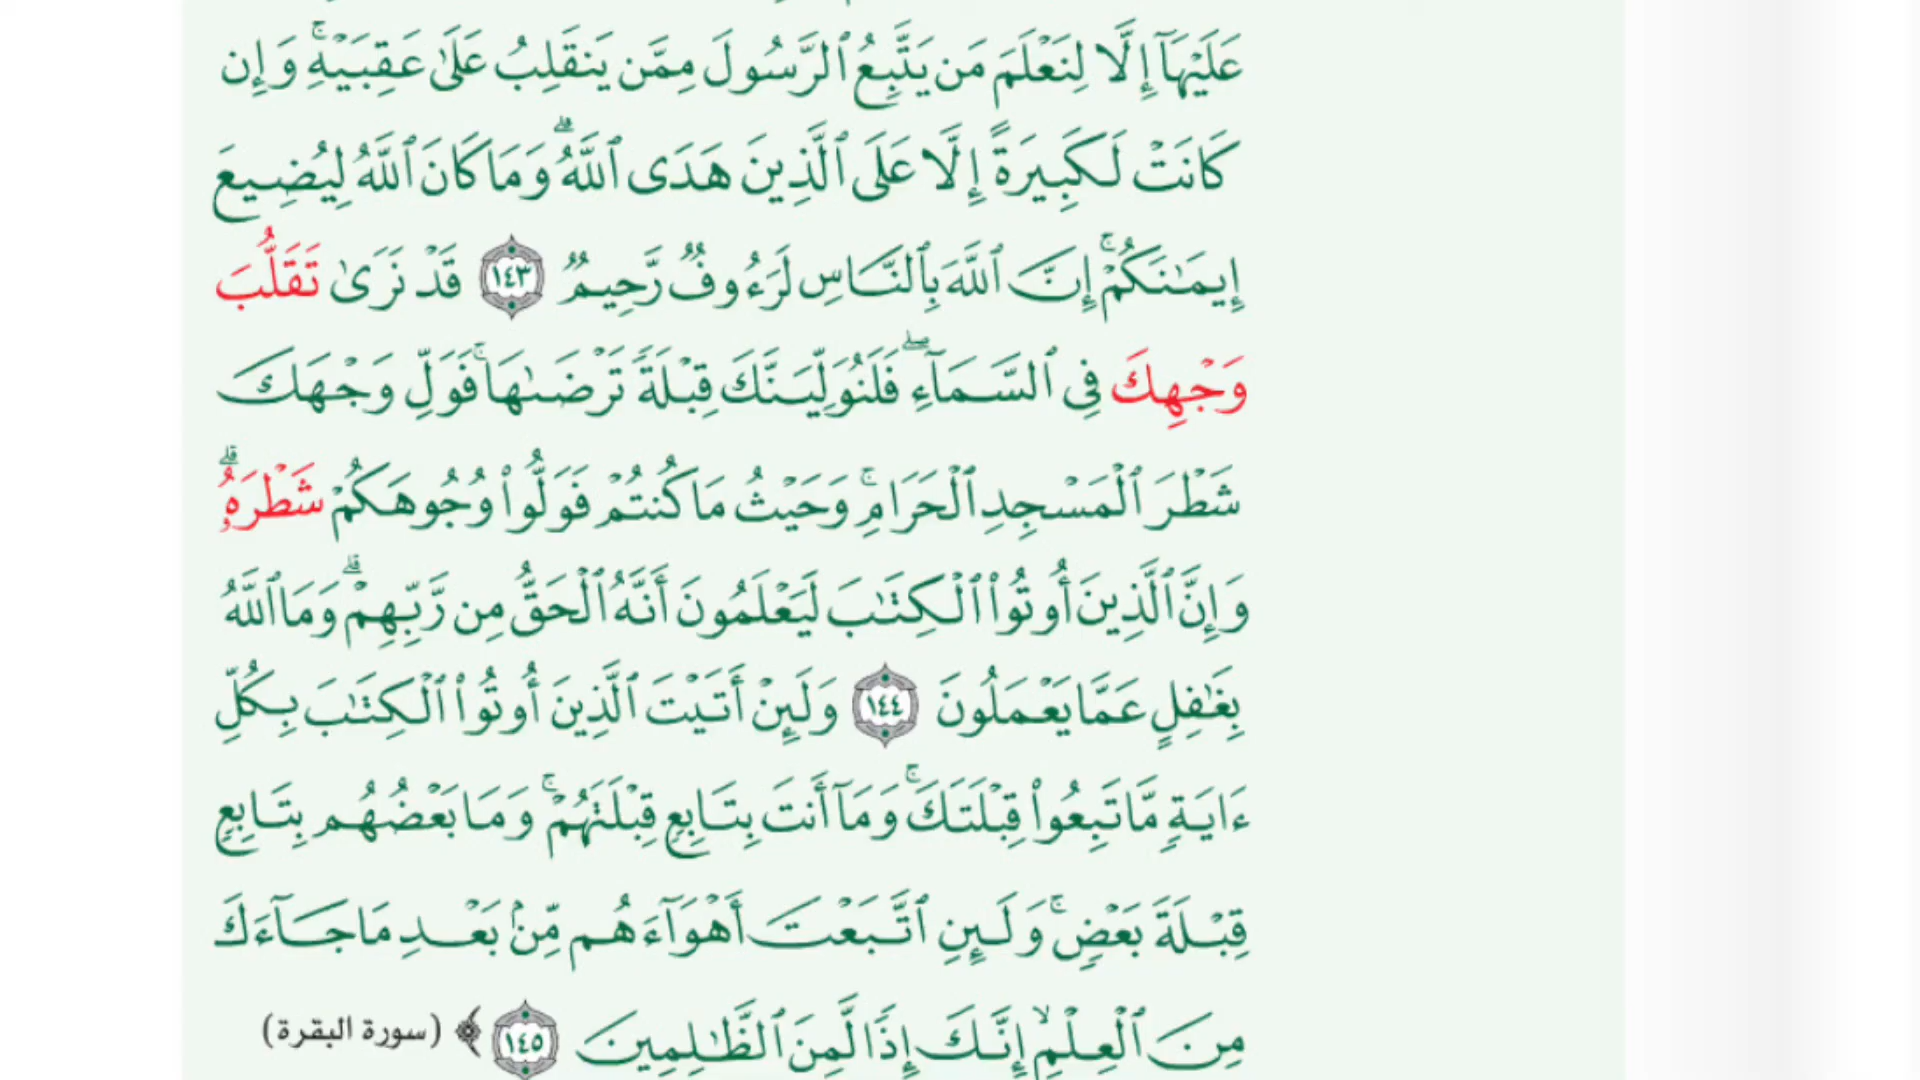 عَلَيْهَآ إِلَّا لِنَعْلَمَ مَن يَتَّبِعُ ٱلرَّسُولَ مِمَّن يَنقَلِبُ عَلَىٰ عَقِبَيْهِۚ وَإِن
كَانَتْ لَكَبِيرَةً إِلَّا عَلَى ٱلَّذِينَ هَدَى ٱللَّهُۗ وَمَا كَانَ ٱللَّهُ لِيُضِيعَ
إِيمَـٰنَكُمْۚ إِنَّ ٱللَّهَ بِٱلنَّاسِ لَرَءُوفٌ رَّحِيمٌ ١٤٣ قَدْ نَرَىٰ تَقَلُّبَ
وَجْهِكَ فِى ٱلسَّمَآءِۖ فَلَنُوَلِّيَنَّكَ قِبْلَةً تَرْضَىٰهَاۚ فَوَلِّ وَجْهَكَ
شَطْرَ ٱلْمَسْجِدِ ٱلْحَرَامِۚ وَحَيْثُ مَا كُنتُمْ فَوَلُّوا۟ وُجُوهَكُمْ شَطْرَهُۥۗ
وَإِنَّ ٱلَّذِينَ أُوتُوا۟ ٱلْكِتَـٰبَ لَيَعْلَمُونَ أَنَّهُ ٱلْحَقُّ مِن رَّبِّهِمْۗ وَمَا ٱللَّهُ
بِغَـٰفِلٍ عَمَّا يَعْمَلُونَ ١٤٤ وَلَئِنْ أَتَيْتَ ٱلَّذِينَ أُوتُوا۟ ٱلْكِتَـٰبَ بِكُلِّ
ءَايَةٍ مَّا تَبِعُوا۟ قِبْلَتَكَۚ وَمَآ أَنتَ بِتَابِعٍ قِبْلَتَهُمْۚ وَمَا بَعْضُهُم بِتَابِعٍ
قِبْلَةَ بَعْضٍۚ وَلَئِنِ ٱتَّبَعْتَ أَهْوَآءَهُم مِّنۢ بَعْدِ مَا جَآءَكَ
مِنَ ٱلْعِلْمِۙ إِنَّكَ إِذًا لَّمِنَ ٱلظَّـٰلِمِينَ ١٤٥ ﴾ (سورة البقرة)